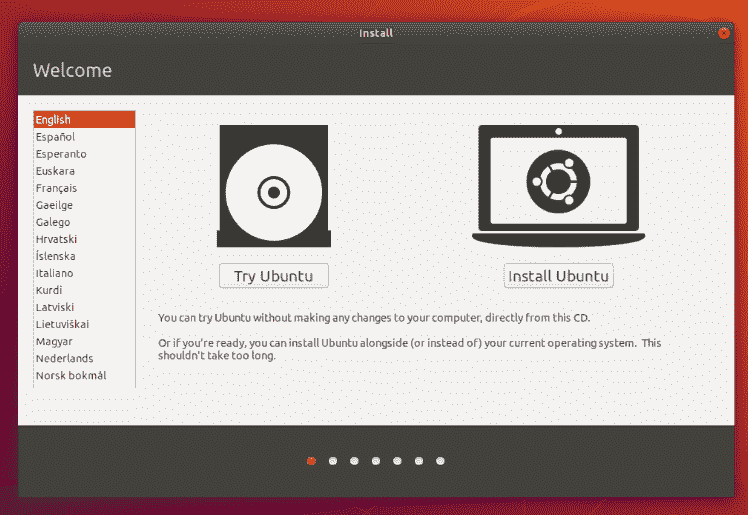 Install
Welcome
English
Español
Esperanto
Euskara
Français
Gaeilge
Galego
Hrvatski
Íslenska
Italiano
Kurdî
Latviski
Lietuviškai
Magyar
Nederlands
Norsk bokmål
Try Ubuntu
Install Ubuntu
You can try Ubuntu without making any changes to your computer, directly from this CD.
Or if you're ready, you can install Ubuntu alongside (or instead of) your current operating system. This
shouldn't take too long.